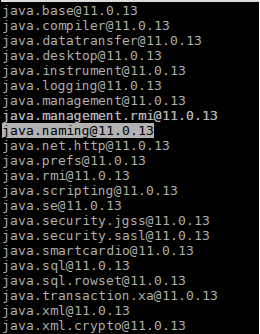 java.base@11.0.13
java.compiler@11.0.13
java.datatransfer@11.0.13
java.desktop@11.0.13
java.instrument@11.0.13
java.logging@11.0.13
java.management@11.0.13
java.management.rmi@11.0.13
java.naming@11.0.13
java.net.http@11.0.13
java.prefs@11.0.13
java.rmi@11.0.13
java.scripting@11.0.13
java.se@11.0.13
java.security.jgss@11.0.13
java.security.sasl@11.0.13
java.smartcardio@11.0.13
java.sql@11.0.13
java.sql.rowset@11.0.13
java.transaction.xa@11.0.13
java.xml@11.0.13
java.xml.crypto@11.0.13